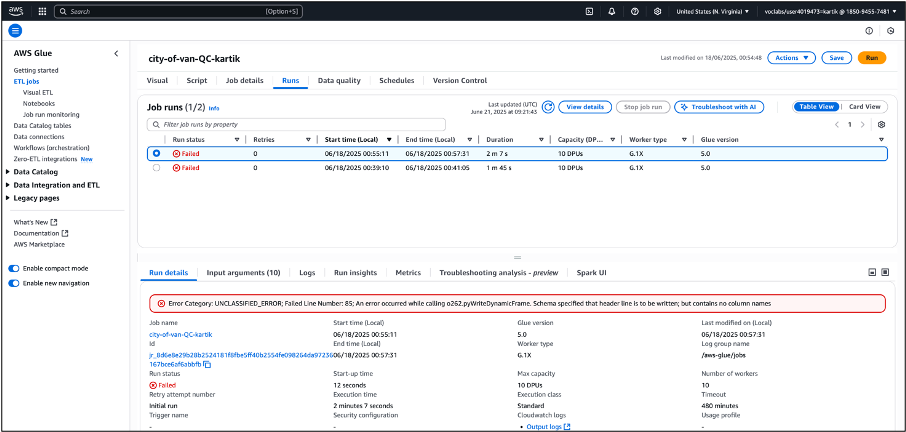 aws
Search
[Option+S]
United States (N. Virginia)
voclabs/user4019473=kartik @ 1850-9455-7481
AWS Glue
Getting started
ETL jobs
Visual ETL
Notebooks
Job run monitoring
Data Catalog tables
Data connections
Workflows (orchestration)
Zero-ETL integrations New
Data Catalog
Data Integration and ETL
Legacy pages
What's New
Documentation
AWS Marketplace
Enable compact mode
Enable new navigation
city-of-van-QC-kartik
Last modified on 18/06/2025, 00:54:48
Actions
Save
Run
Visual
Script
Job details
Runs
Data quality
Schedules
Version Control
Job runs (1/2) Info
Last updated (UTC)
June 21, 2025 at 09:21:43
View details
Stop job run
Troubleshoot with AI
Table View
Card View
Filter job runs by property
1
Run status Retries Start time (Local) End time (Local) Duration Capacity (DP... Worker type Glue version
Failed 0 06/18/2025 00:55:11 06/18/2025 00:57:31 2 m 7 s 10 DPUs G.1X 5.0
Failed 0 06/18/2025 00:39:10 06/18/2025 00:41:05 1 m 45 s 10 DPUs G.1X 5.0
Run details
Input arguments (10)
Logs
Run insights
Metrics
Troubleshooting analysis - preview
Spark UI
Error Category: UNCLASSIFIED_ERROR; Failed Line Number: 85; An error occurred while calling o262.pyWriteDynamicFrame. Schema specified that header line is to be written; but contains no column names
Job name Start time (Local) Glue version Last modified on (Local)
city-of-van-QC-kartik 06/18/2025 00:55:11 5.0 06/18/2025 00:57:31
Id End time (Local) Worker type Log group name
jr_8d6e8e29b28b2524181f8fbe5ff40b2554fe098264da97236 06/18/2025 00:57:31 G.1X /aws-glue/jobs
167bce6af6abbfb
Run status Start-up time Max capacity Number of workers
Failed 12 seconds 10 DPUs 10
Retry attempt number Execution time Execution class Timeout
Initial run 2 minutes 7 seconds Standard 480 minutes
Trigger name Security configuration Cloudwatch logs Usage profile
- - • Output logs -